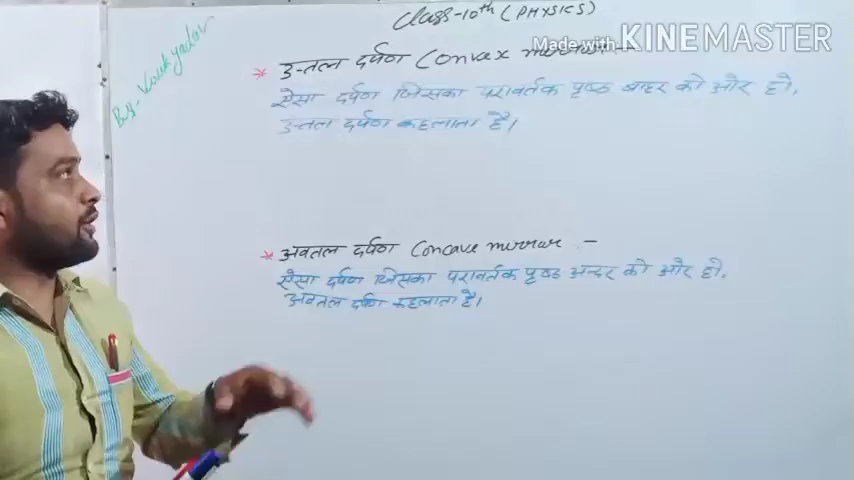 Class-10th (PHYSICS)
Made with KINEMASTER
By- yadav
* उत्तल दर्पण Convex mirror :-
ऐसा दर्पण जिसका परावर्तक पृष्ठ बाहर की ओर हो,
उत्तल दर्पण कहलाता है।
* अवतल दर्पण Concave mirror :-
ऐसा दर्पण जिसका परावर्तक पृष्ठ अन्दर की ओर हो,
अवतल दर्पण कहलाता है।